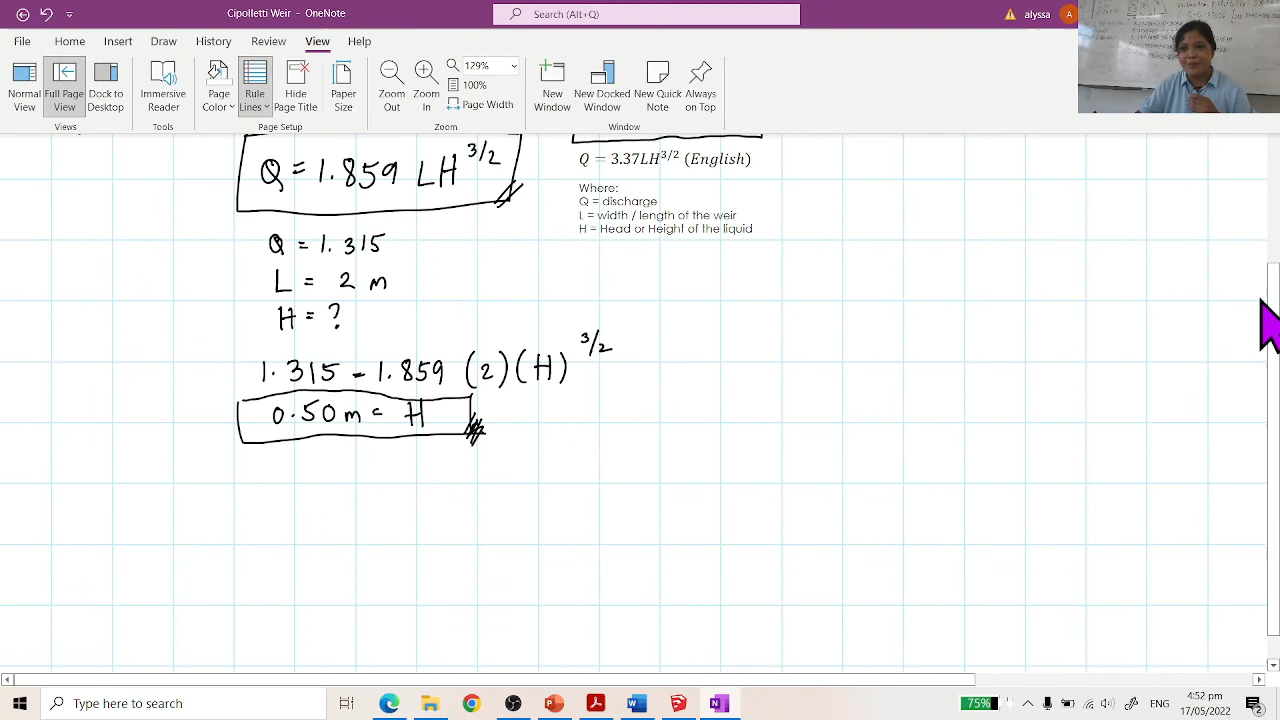 Cipolletti Weir - OneNote
Search (Alt+Q)
alyssa
File Home Insert Draw History Review View Help
Normal View
Full Page View
Dock to Desktop
Immersive Reader
Page Color
Rule Lines
Hide Page Title
Paper Size
Zoom Out
Zoom In
129%
100%
Page Width
New Window
New Docked Window
New Quick Note
Always on Top
Views
Tools
Page Setup
Zoom
Window
Q = 1.859 LH^3/2
Q = 3.37LH^3/2 (English)
Where:
Q = discharge
L = width / length of the weir
H = Head or Height of the liquid
Q = 1.315
L = 2 m
H = ?
1.315 = 1.859 (2)(H)^3/2
0.50 m = H
Type here to search
75%
ENG
4:52 pm
17/05/2022
2